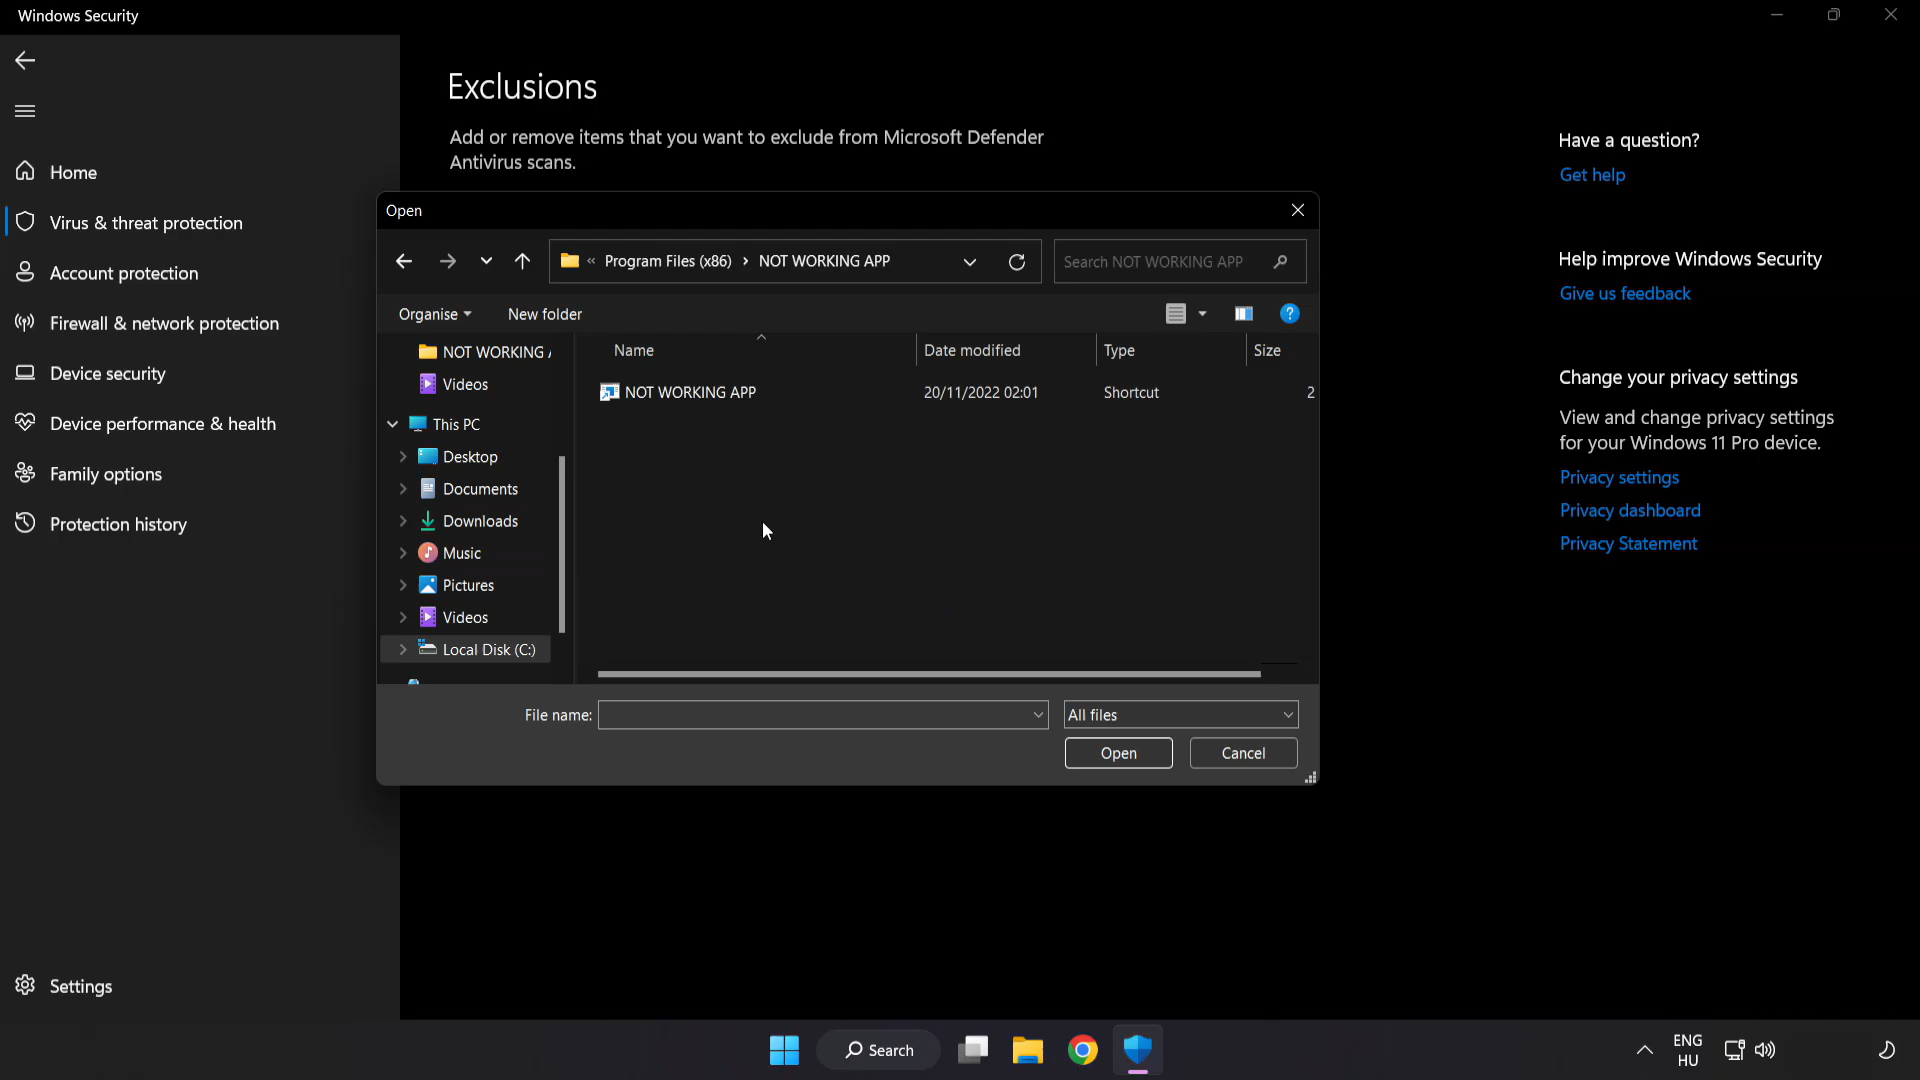 Windows Security
Home
Virus & threat protection
Account protection
Firewall & network protection
Device security
Device performance & health
Family options
Protection history
Settings
Exclusions
Add or remove items that you want to exclude from Microsoft Defender
Antivirus scans.
Open
« Program Files (x86) › NOT WORKING APP
Search NOT WORKING APP
Organise
New folder
?
Name
Date modified
Type
Size
NOT WORKING A
Videos
This PC
Desktop
Documents
Downloads
Music
Pictures
Videos
Local Disk (C:)
NOT WORKING APP
20/11/2022 02:01
Shortcut
2
File name:
All files
Open
Cancel
Have a question?
Get help
Help improve Windows Security
Give us feedback
Change your privacy settings
View and change privacy settings
for your Windows 11 Pro device.
Privacy settings
Privacy dashboard
Privacy Statement
Search
ENG
HU